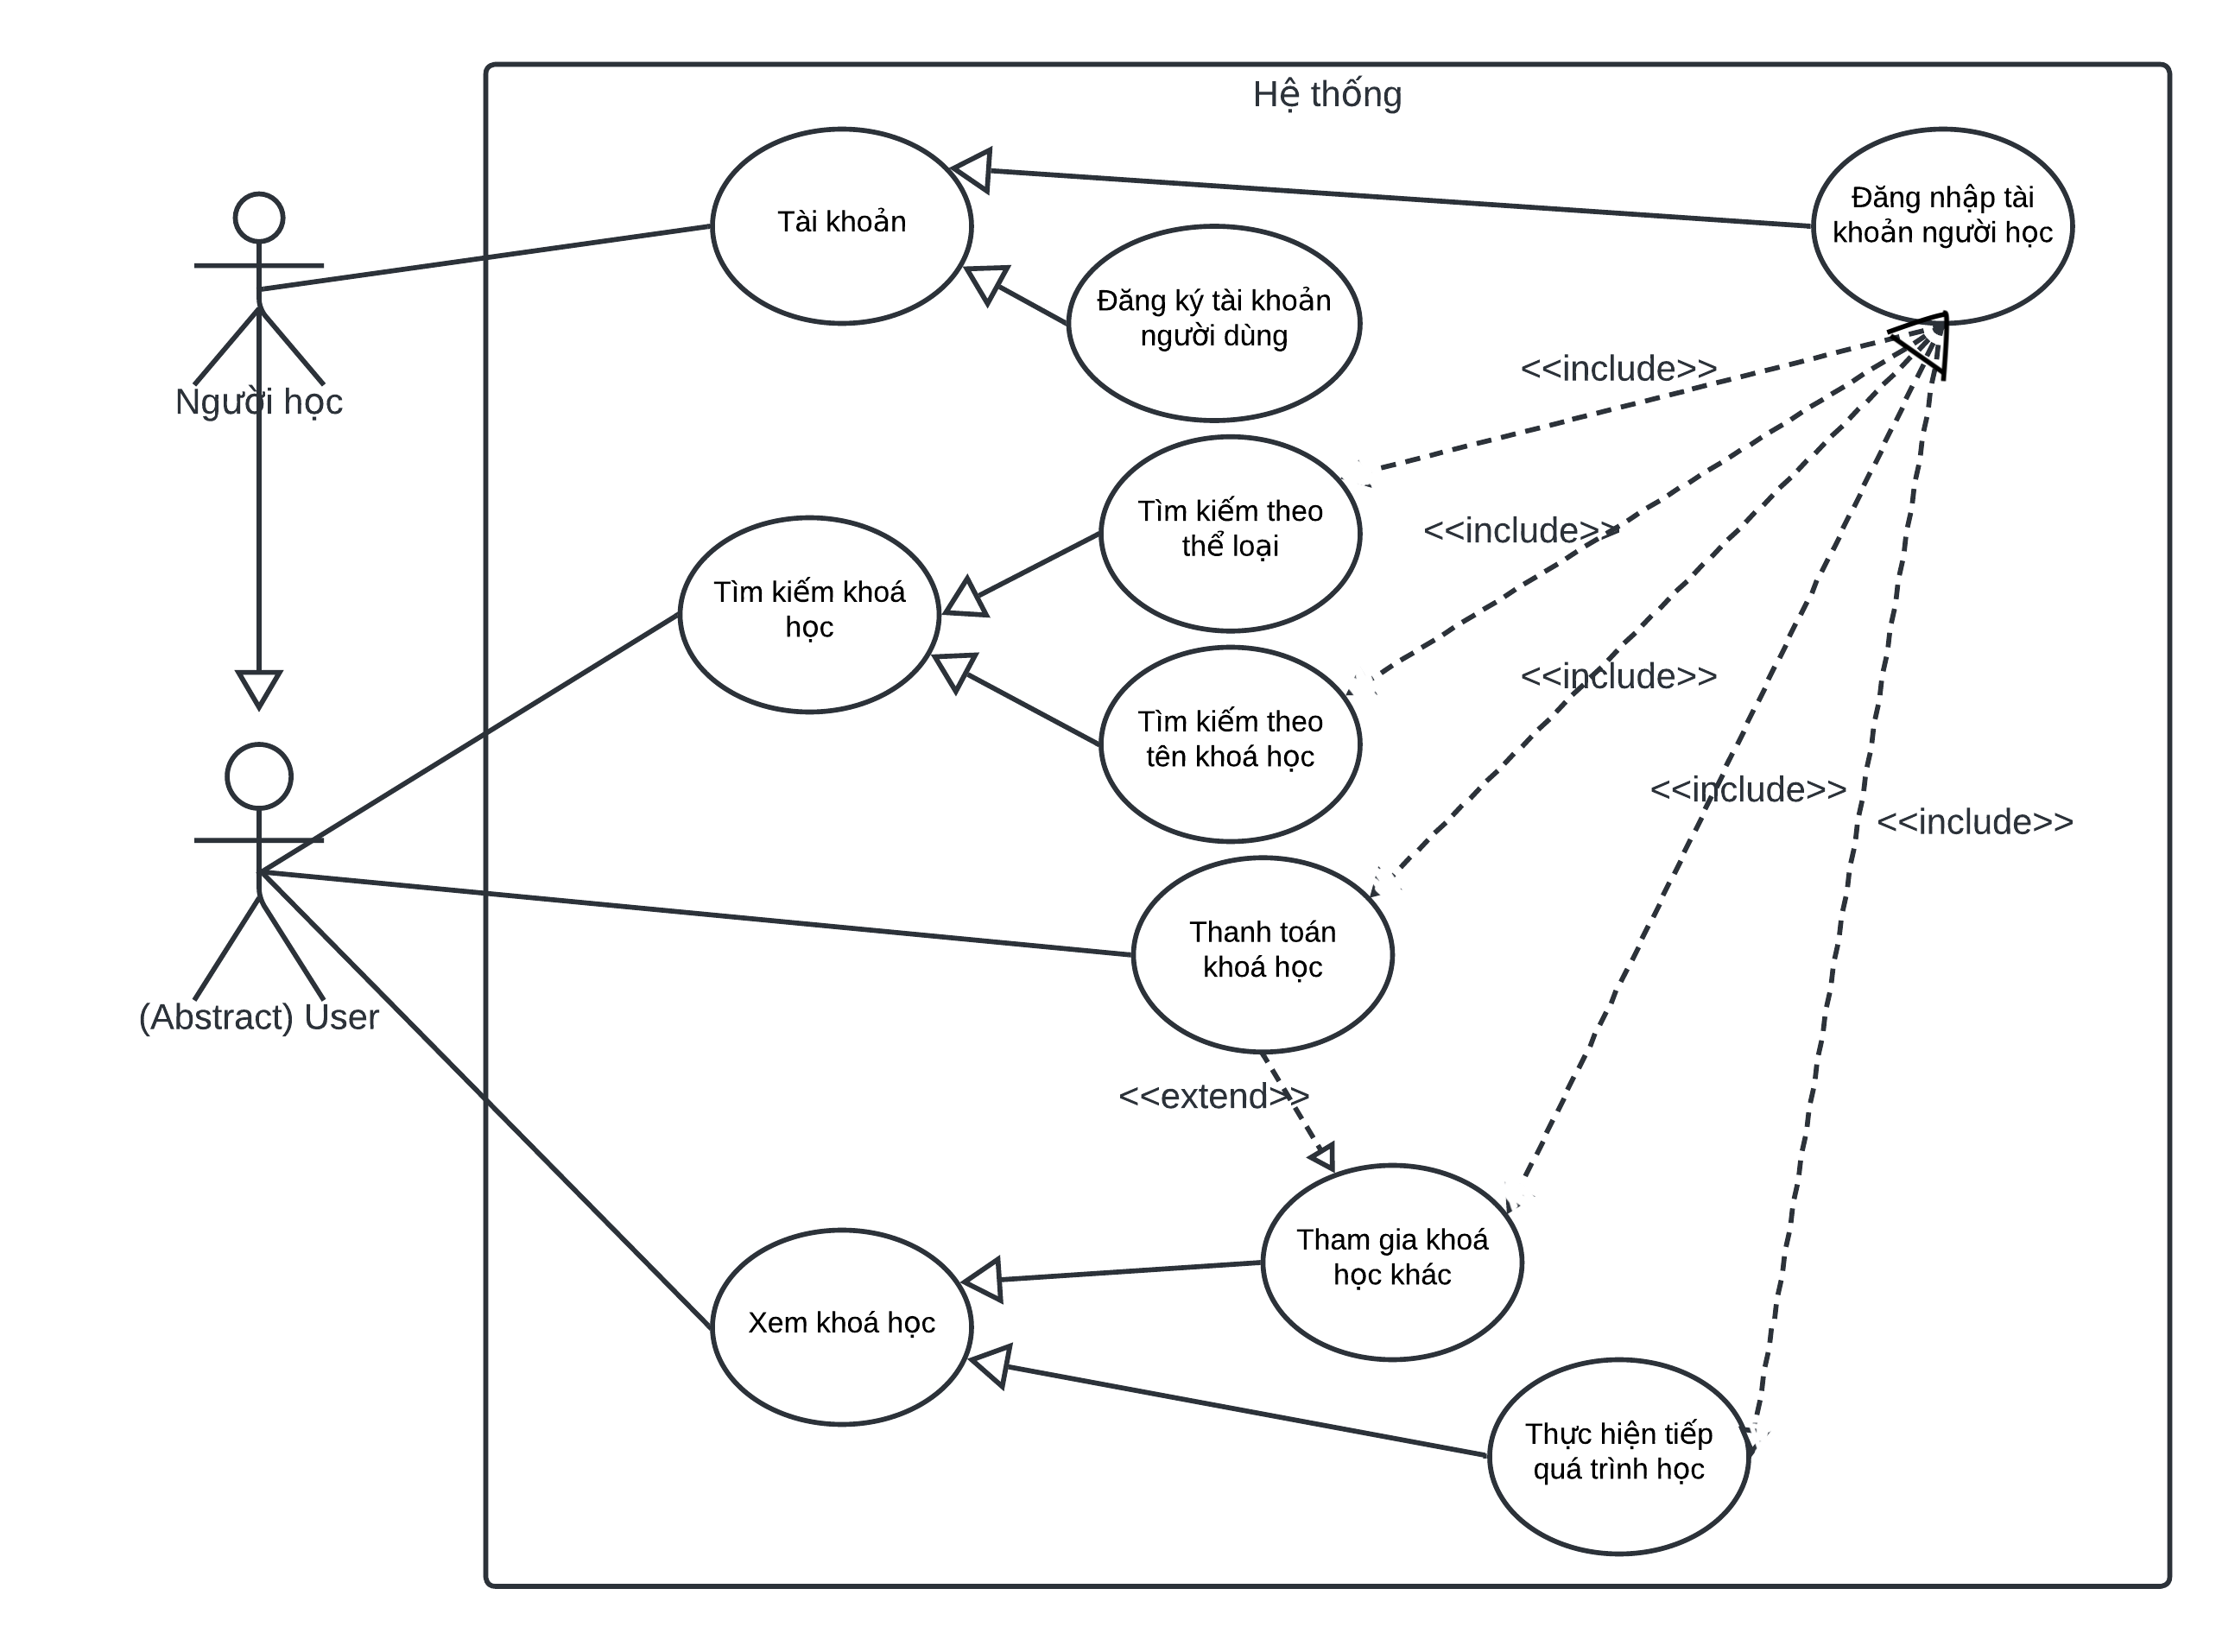 Hệ thống
Tài khoản
Đăng nhập tài
khoản người học
Đăng ký tài khoản
người dùng
Người học
<<include>>
Tìm kiếm theo
thể loại
<<include>>
Tìm kiếm khoá
học
<<include>>
Tìm kiếm theo
tên khoá học
<<include>>
<<include>>
Thanh toán
khoá học
(Abstract) User
<<extend>>
Tham gia khoá
học khác
Xem khoá học
Thực hiện tiếp
quá trình học